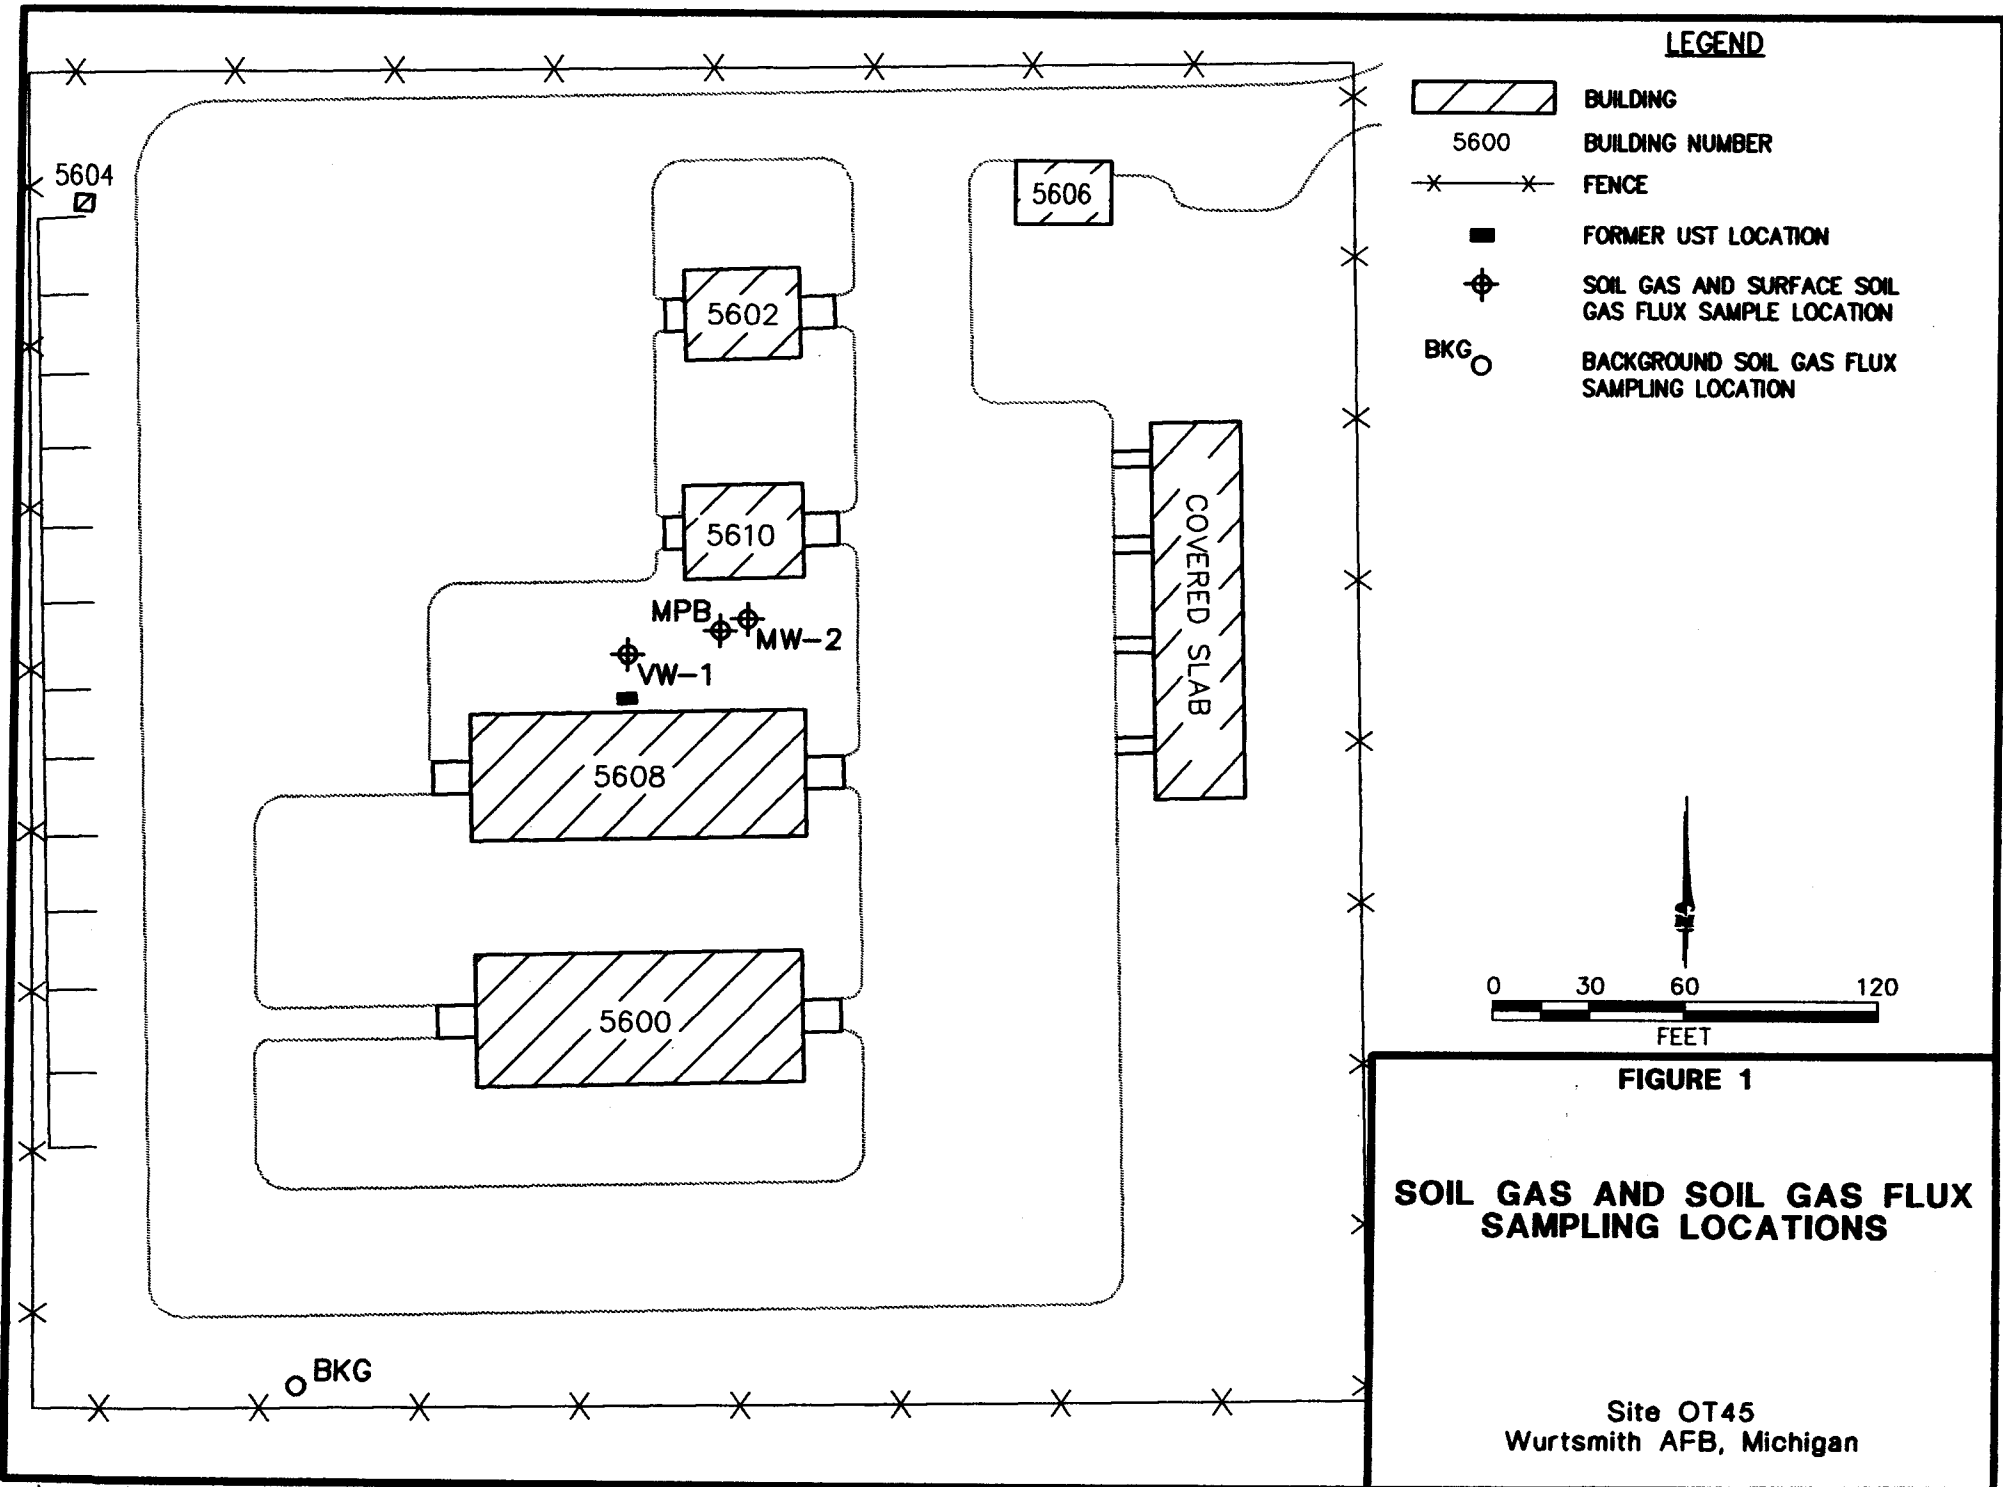 LEGEND
BUILDING
5600
BUILDING NUMBER
FENCE
FORMER UST LOCATION
SOIL GAS AND SURFACE SOIL
GAS FLUX SAMPLE LOCATION
BKG
BACKGROUND SOIL GAS FLUX
SAMPLING LOCATION
5604
5606
5602
5610
COVERED SLAB
MPB
MW-2
VW-1
5608
5600
BKG
0 30 60 120
FEET
FIGURE 1
SOIL GAS AND SOIL GAS FLUX
SAMPLING LOCATIONS
Site OT45
Wurtsmith AFB, Michigan